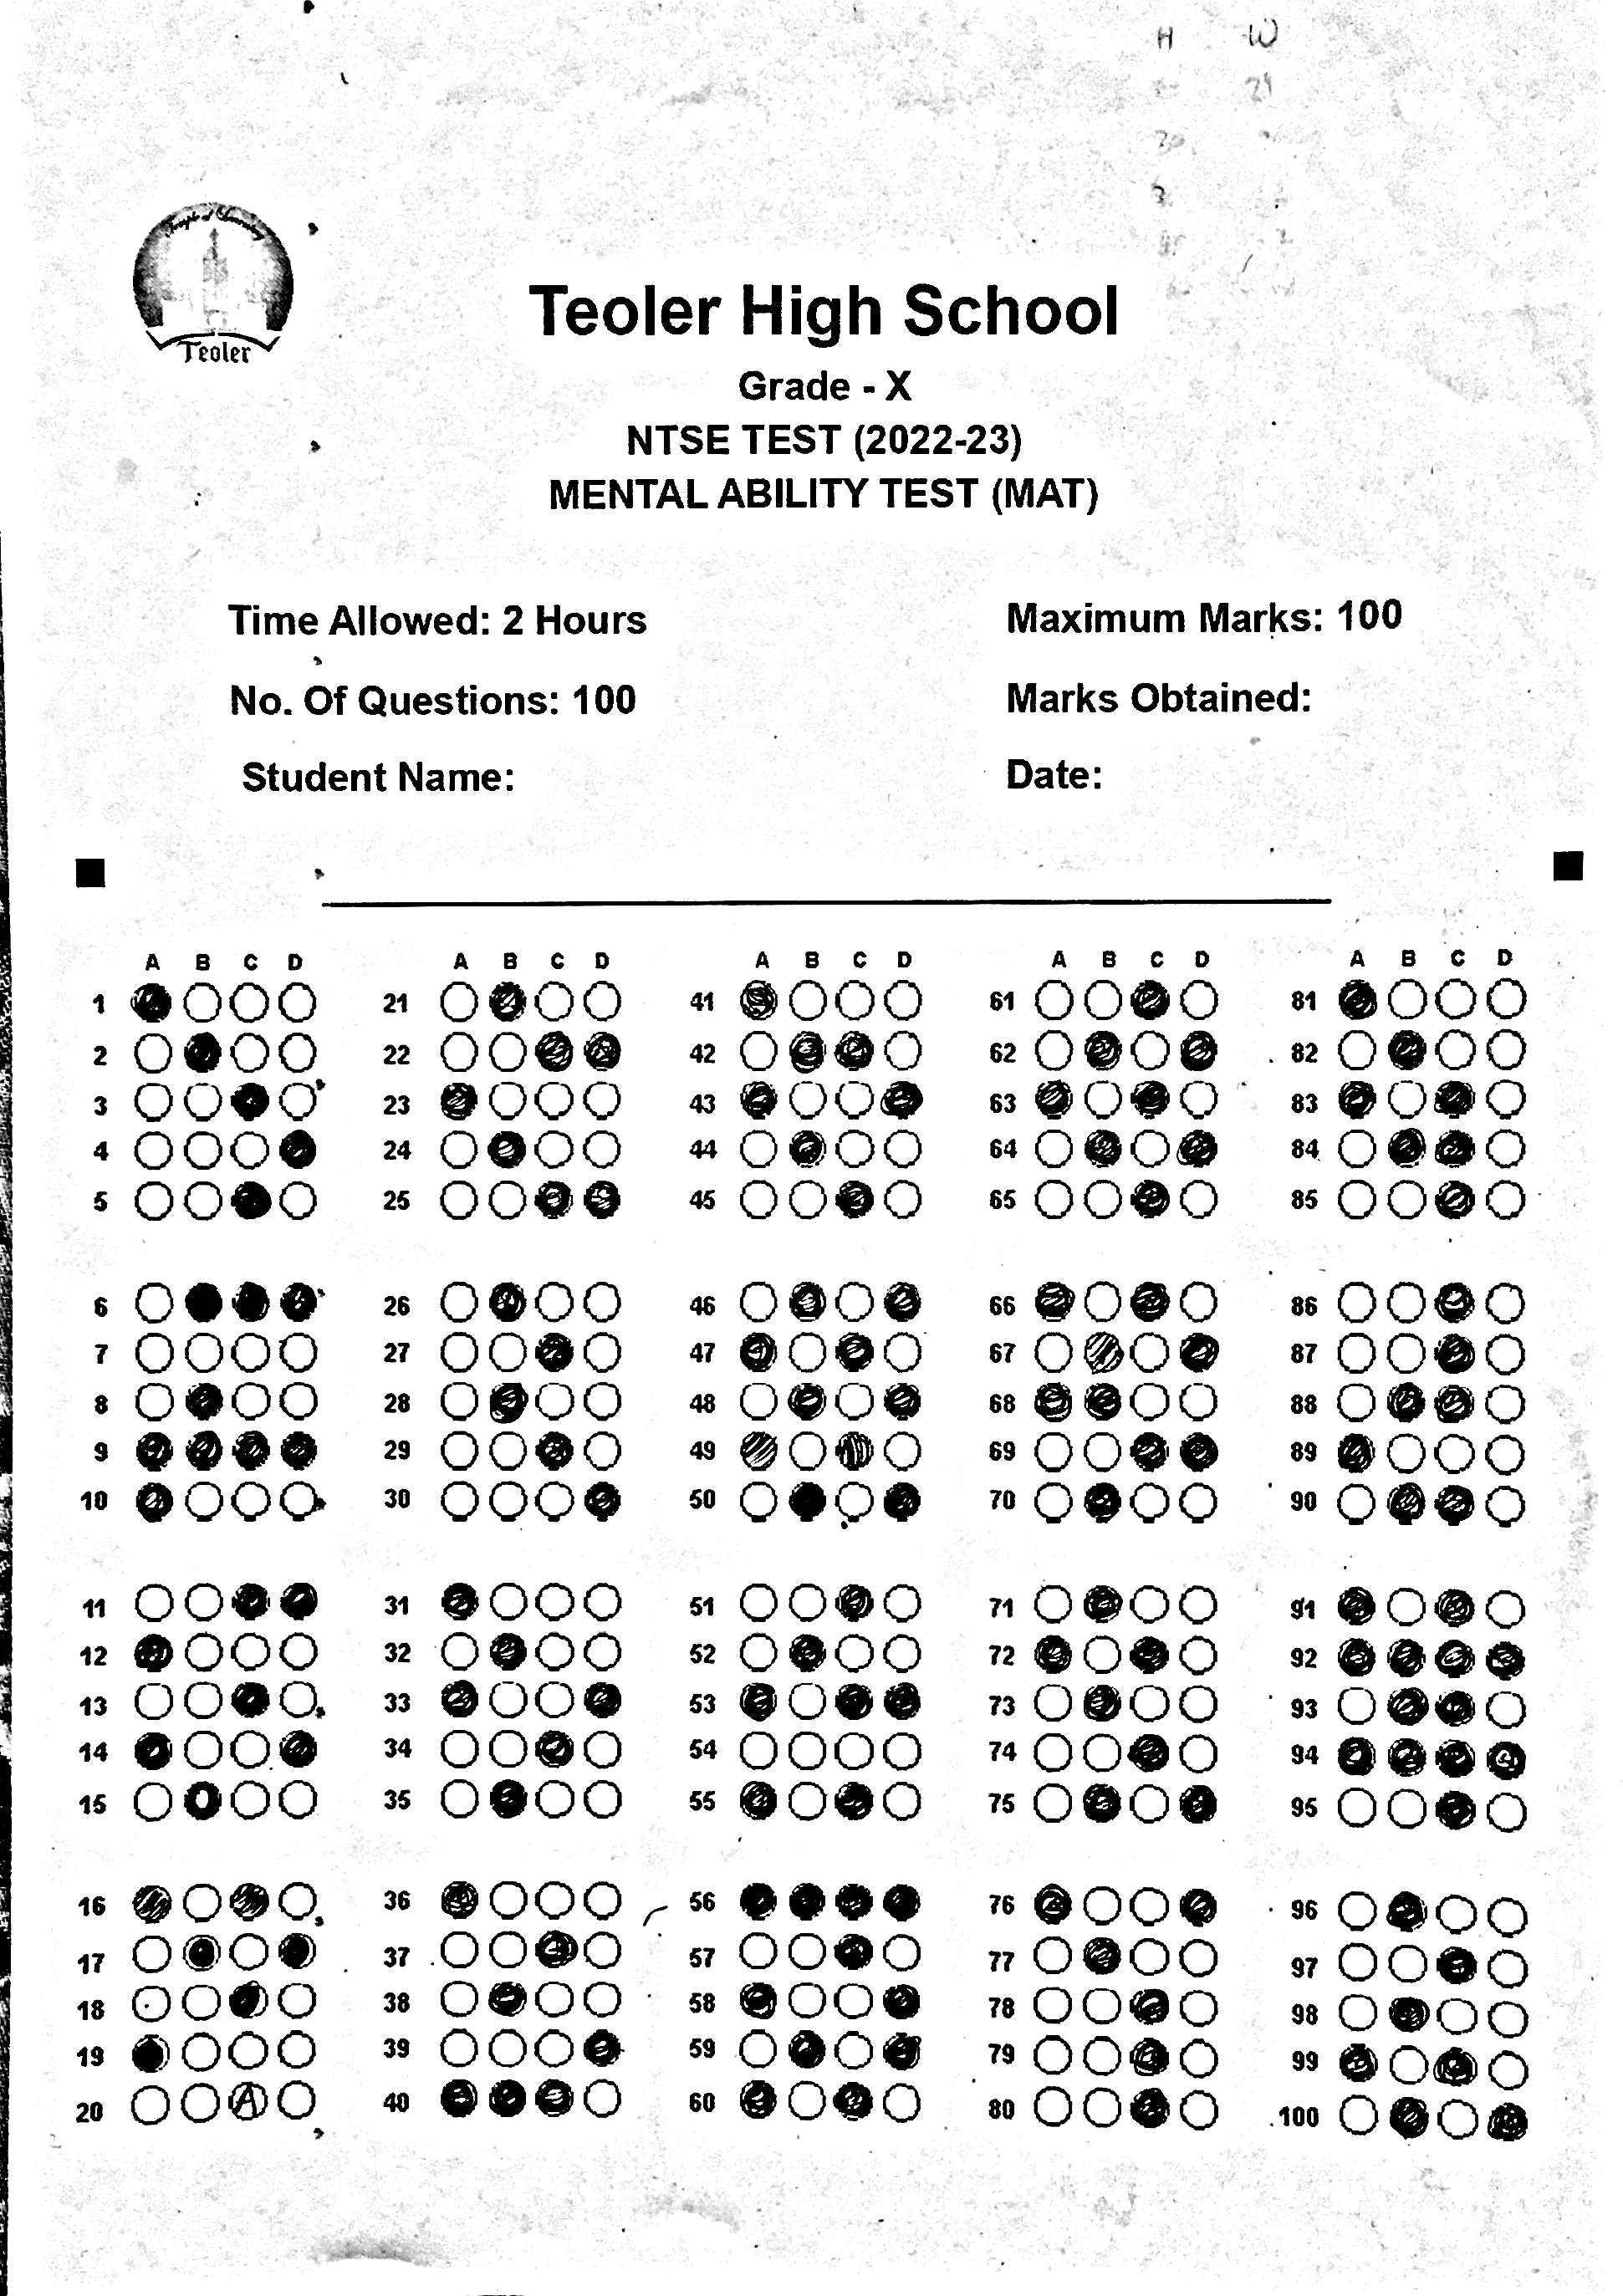 H W
29
Temple of Learning
Teoler
Teoler High School
Grade - X
NTSE TEST (2022-23)
MENTAL ABILITY TEST (MAT)
Time Allowed: 2 Hours Maximum Marks: 100
No. Of Questions: 100 Marks Obtained:
Student Name: Date:
A B C D A B C D A B C D A B C D A B C D
1 21 41 61 81
2 22 42 62 82
3 23 43 63 83
4 24 44 64 84
5 25 45 65 85
6 26 46 66 86
7 27 47 67 87
8 28 48 68 88
9 29 49 69 89
10 30 50 70 90
11 31 51 71 91
12 32 52 72 92
13 33 53 73 93
14 34 54 74 94
15 35 55 75 95
16 36 56 76 96
17 37 57 77 97
18 38 58 78 98
19 39 59 79 99
20 A 40 60 80 100